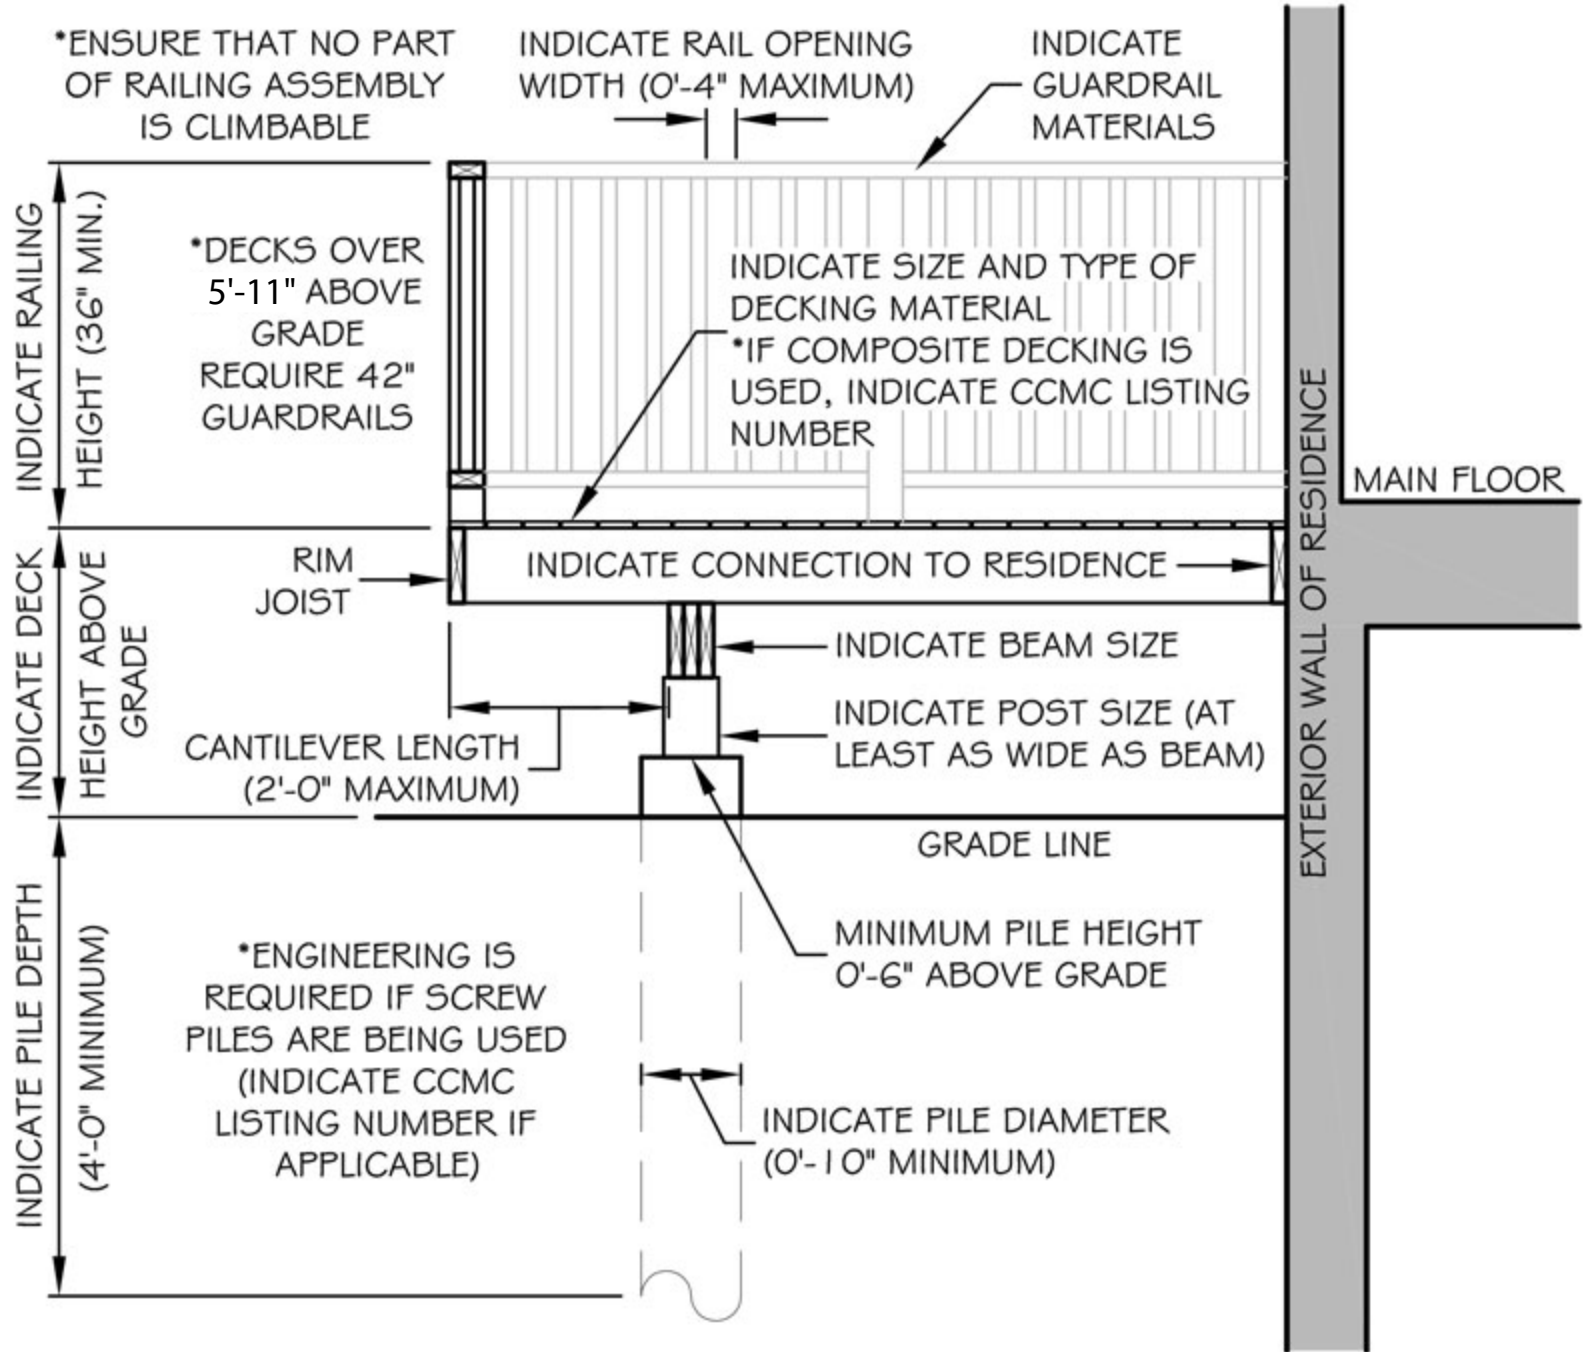 *ENSURE THAT NO PART
OF RAILING ASSEMBLY
IS CLIMBABLE
INDICATE RAIL OPENING
WIDTH (0'-4" MAXIMUM)
INDICATE
GUARDRAIL
MATERIALS
INDICATE RAILING
HEIGHT (36" MIN.)
*DECKS OVER
5'-11" ABOVE
GRADE
REQUIRE 42"
GUARDRAILS
INDICATE SIZE AND TYPE OF
DECKING MATERIAL
*IF COMPOSITE DECKING IS
USED, INDICATE CCMC LISTING
NUMBER
EXTERIOR WALL OF RESIDENCE
MAIN FLOOR
INDICATE DECK
HEIGHT ABOVE
GRADE
RIM
JOIST
INDICATE CONNECTION TO RESIDENCE
INDICATE BEAM SIZE
INDICATE POST SIZE (AT
LEAST AS WIDE AS BEAM)
CANTILEVER LENGTH
(2'-0" MAXIMUM)
GRADE LINE
INDICATE PILE DEPTH
(4'-0" MINIMUM)
*ENGINEERING IS
REQUIRED IF SCREW
PILES ARE BEING USED
(INDICATE CCMC
LISTING NUMBER IF
APPLICABLE)
MINIMUM PILE HEIGHT
0'-6" ABOVE GRADE
INDICATE PILE DIAMETER
(0'-10" MINIMUM)